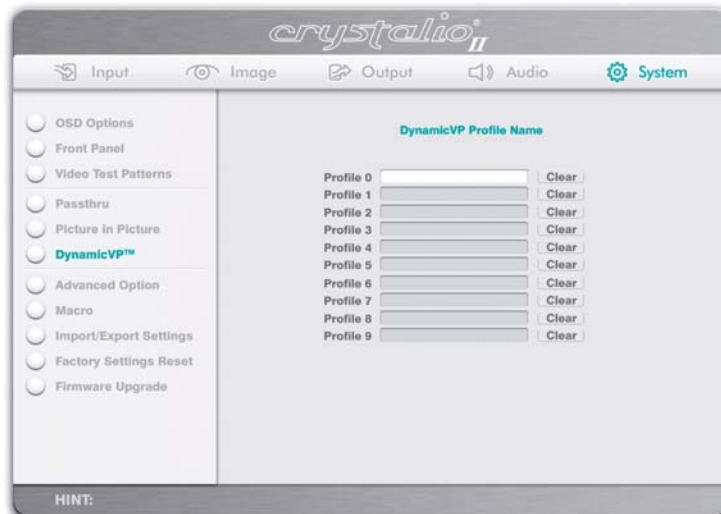 crystalio® II
Input Image Output Audio System
OSD Options
Front Panel
Video Test Patterns
Passthru
Picture in Picture
DynamicVP™
Advanced Option
Macro
Import/Export Settings
Factory Settings Reset
Firmware Upgrade
DynamicVP Profile Name
Profile 0 Clear
Profile 1 Clear
Profile 2 Clear
Profile 3 Clear
Profile 4 Clear
Profile 5 Clear
Profile 6 Clear
Profile 7 Clear
Profile 8 Clear
Profile 9 Clear
HINT: